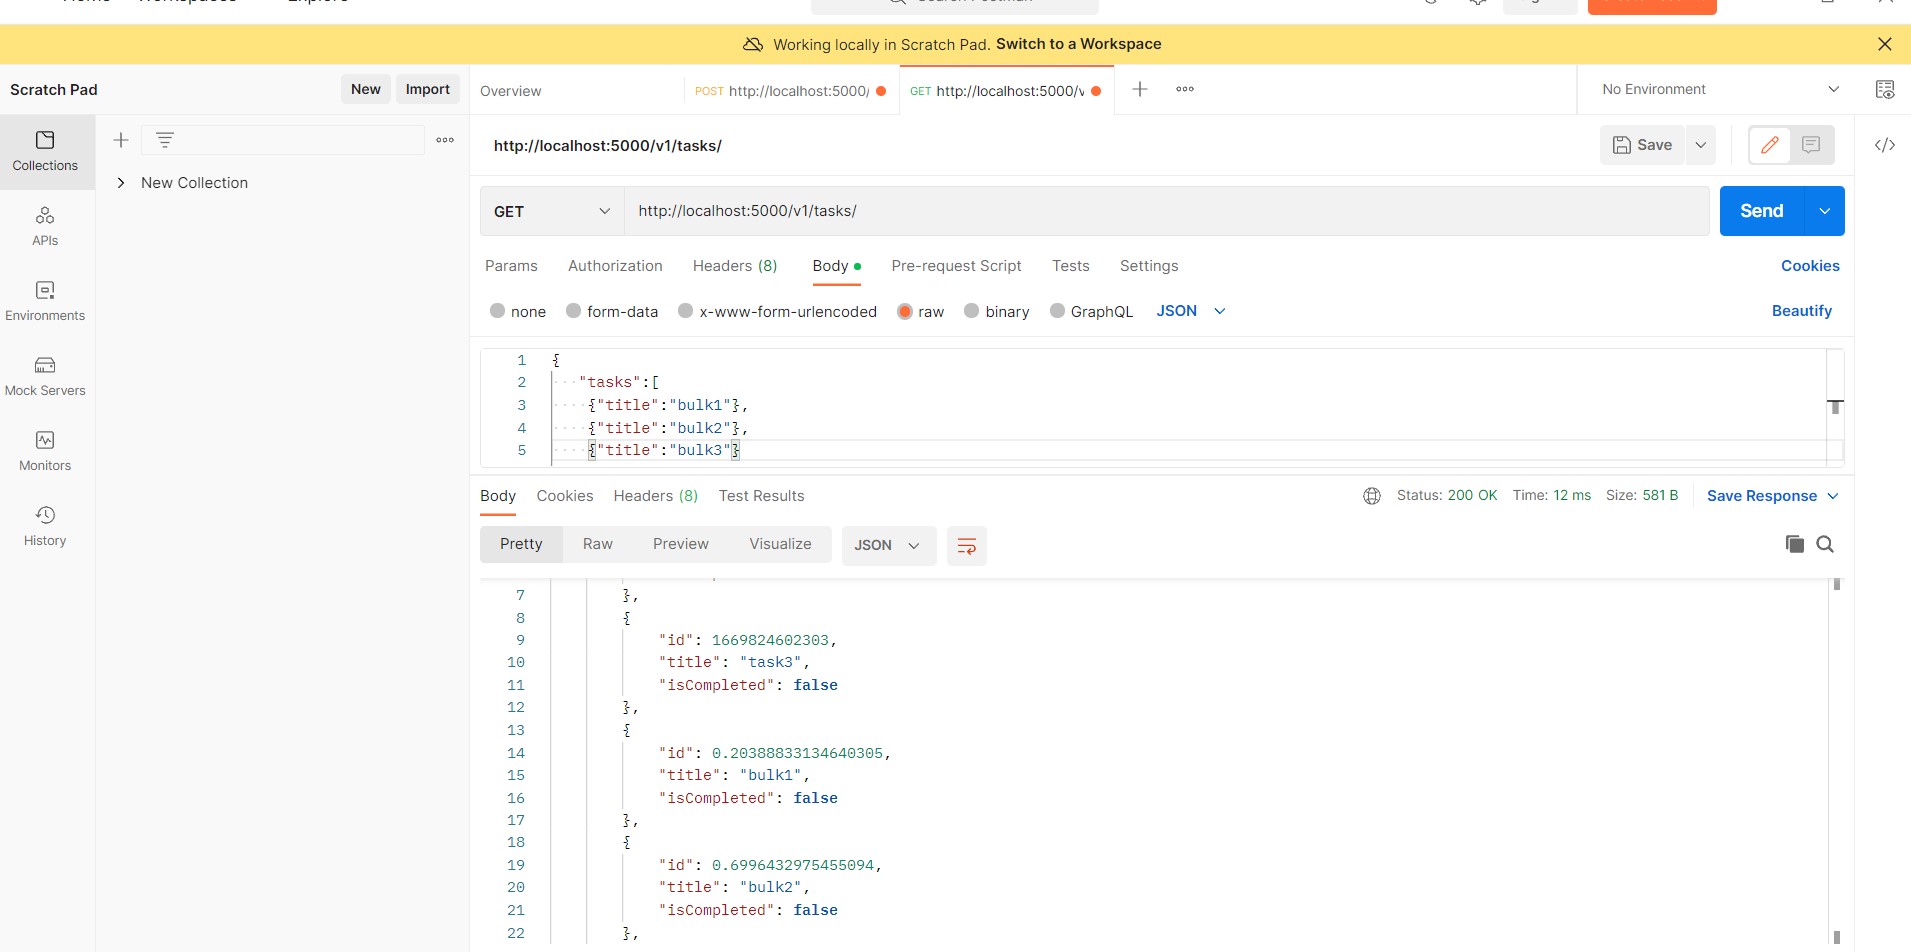 Working locally in Scratch Pad. Switch to a Workspace
Scratch Pad
New
Import
Overview
POST http://localhost:5000/
GET http://localhost:5000/v
No Environment
Collections
APIs
Environments
Mock Servers
Monitors
History
New Collection
http://localhost:5000/v1/tasks/
Save
GET
http://localhost:5000/v1/tasks/
Send
Params
Authorization
Headers (8)
Body
Pre-request Script
Tests
Settings
Cookies
none
form-data
x-www-form-urlencoded
raw
binary
GraphQL
JSON
Beautify
1 {
2 "tasks":[
3 {"title":"bulk1"},
4 {"title":"bulk2"},
5 {"title":"bulk3"}
Body
Cookies
Headers (8)
Test Results
Status: 200 OK
Time: 12 ms
Size: 581 B
Save Response
Pretty
Raw
Preview
Visualize
JSON
7 },
8 {
9 "id": 1669824602303,
10 "title": "task3",
11 "isCompleted": false
12 },
13 {
14 "id": 0.20388833134640305,
15 "title": "bulk1",
16 "isCompleted": false
17 },
18 {
19 "id": 0.6996432975455094,
20 "title": "bulk2",
21 "isCompleted": false
22 },